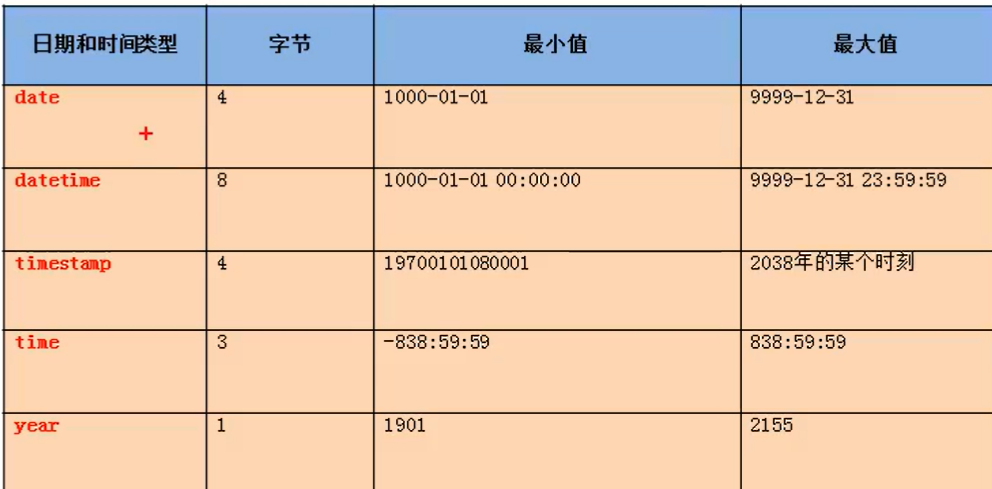 日期和时间类型 字节 最小值 最大值
date 4 1000-01-01 9999-12-31
datetime 8 1000-01-01 00:00:00 9999-12-31 23:59:59
timestamp 4 19700101080001 2038年的某个时刻
time 3 -838:59:59 838:59:59
year 1 1901 2155